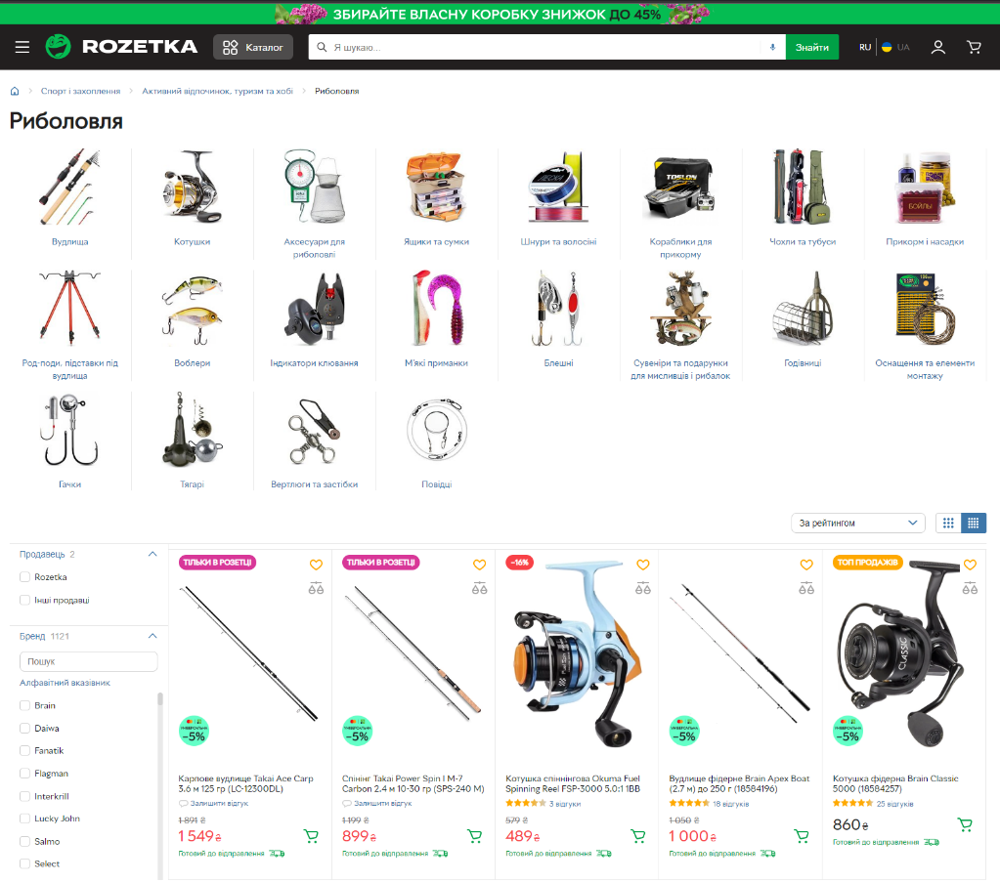 ЗБИРАЙТЕ ВЛАСНУ КОРОБКУ ЗНИЖОК ДО 45%
ROZETKA
Каталог
Я шукаю...
Знайти
RU
UA
Спорт і захоплення
Активний відпочинок, туризм та хобі
Риболовля
Риболовля
Вудлища
Котушки
Аксесуари для
риболовлі
Ящики та сумки
Шнури та волосіні
Кораблики для
прикорму
Чохли та тубуси
Прикорм і насадки
TOSLON
БОЙЛЫ
Род-поди, підставки під
вудлища
Воблери
Індикатори клювання
М'які приманки
Блешні
Сувеніри та подарунки
для мисливців і рибалок
Годівниці
Оснащення та елементи
монтажу
Гачки
Тягарі
Вертлюги та застібки
Повідці
За рейтингом
Продавець 2
Rozetka
Інші продавці
Бренд 1121
Пошук
Алфавітний вказівник
Brain
Daiwa
Fanatik
Flagman
Interkrill
Lucky John
Salmo
Select
ТІЛЬКИ В РОЗЕТЦІ
УНІВЕРСАЛЬНА
-5%
Карпове вудлище Takai Ace Carp
3.6 м 125 гр (LC-12300DL)
Залишити відгук
1 891 ₴
1 549 ₴
Готовий до відправлення
ТІЛЬКИ В РОЗЕТЦІ
УНІВЕРСАЛЬНА
-5%
Спінінг Takai Power Spin I M-7
Carbon 2.4 м 10-30 гр (SPS-240 M)
Залишити відгук
1 199 ₴
899 ₴
Готовий до відправлення
-16%
Котушка спінінгова Okuma Fuel
Spinning Reel FSP-3000 5.0:1 1BB
3 відгуки
579 ₴
489 ₴
Готовий до відправлення
УНІВЕРСАЛЬНА
-5%
Вудлище фідерне Brain Apex Boat
(2.7 м) до 250 г (18584196)
18 відгуків
1 050 ₴
1 000 ₴
Готовий до відправлення
ТОП ПРОДАЖІВ
CLASSIC
УНІВЕРСАЛЬНА
-5%
Котушка фідерна Brain Classic
5000 (18584257)
25 відгуків
860 ₴
Готовий до відправлення